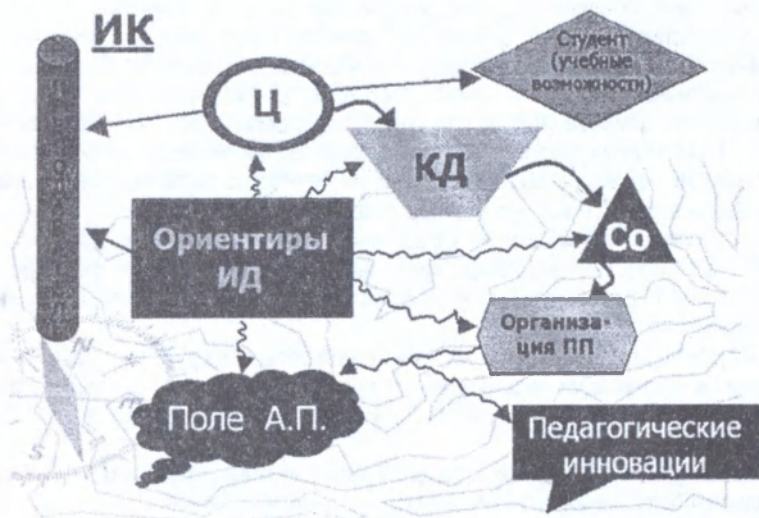 ИК
Студент
(учебные
возможности)
Ц
КД
Ориентиры
ИД
Со
Организа-
ция ПП
Поле А.П.
Педагогические
инновации
N
S